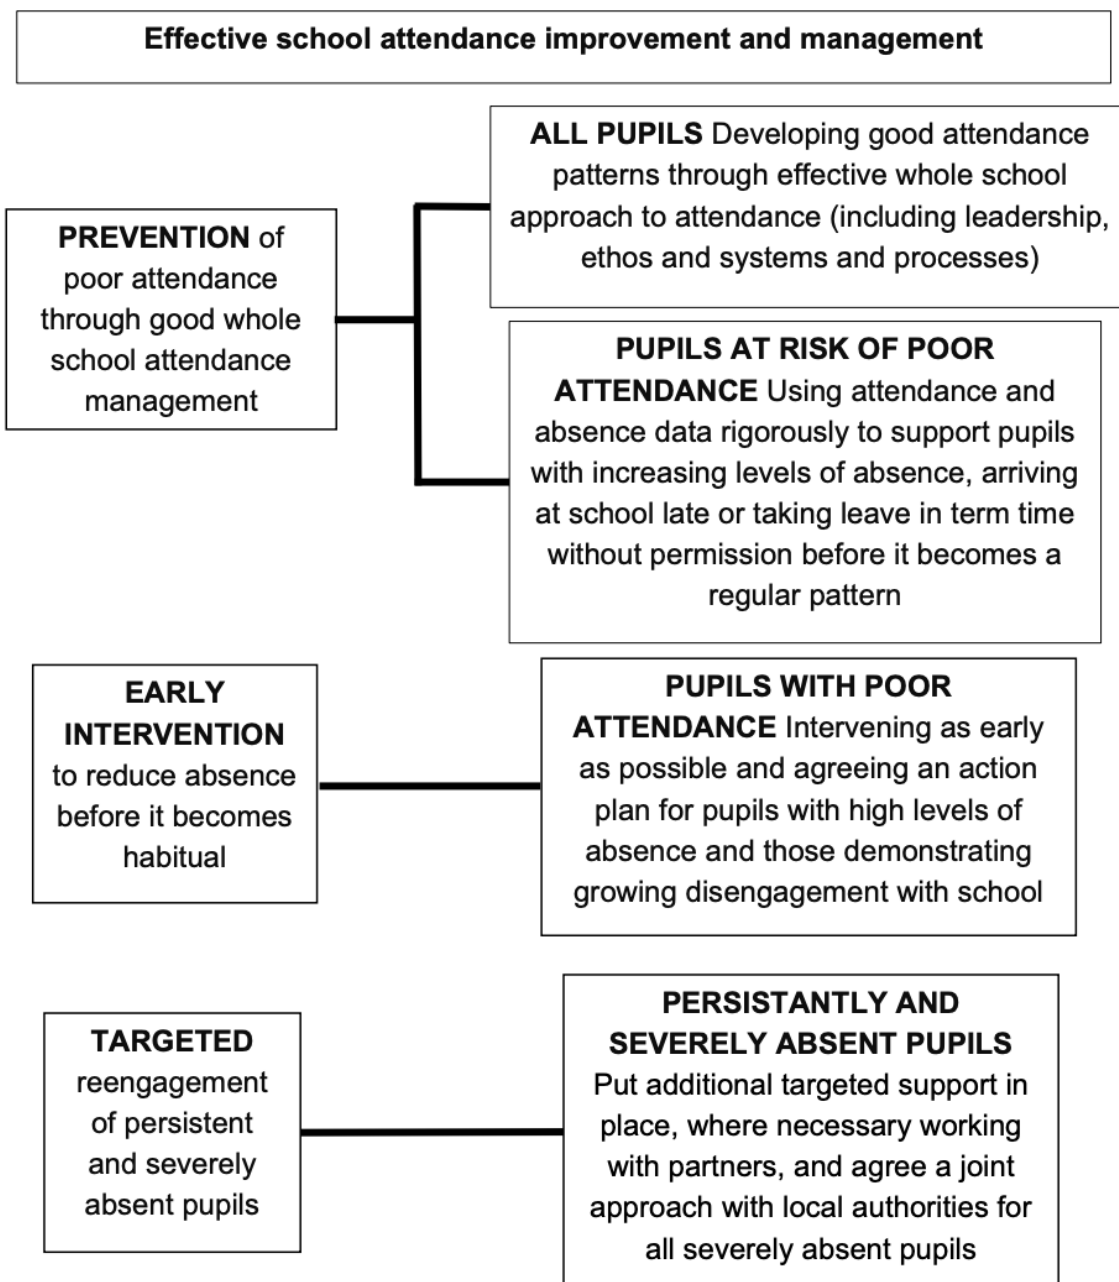 Effective school attendance improvement and management
PREVENTION of
poor attendance
through good whole
school attendance
management
ALL PUPILS Developing good attendance
patterns through effective whole school
approach to attendance (including leadership,
ethos and systems and processes)
PUPILS AT RISK OF POOR
ATTENDANCE Using attendance and
absence data rigorously to support pupils
with increasing levels of absence, arriving
at school late or taking leave in term time
without permission before it becomes a
regular pattern
EARLY
INTERVENTION
to reduce absence
before it becomes
habitual
PUPILS WITH POOR
ATTENDANCE Intervening as early
as possible and agreeing an action
plan for pupils with high levels of
absence and those demonstrating
growing disengagement with school
TARGETED
reengagement
of persistent
and severely
absent pupils
PERSISTANTLY AND
SEVERELY ABSENT PUPILS
Put additional targeted support in
place, where necessary working
with partners, and agree a joint
approach with local authorities for
all severely absent pupils